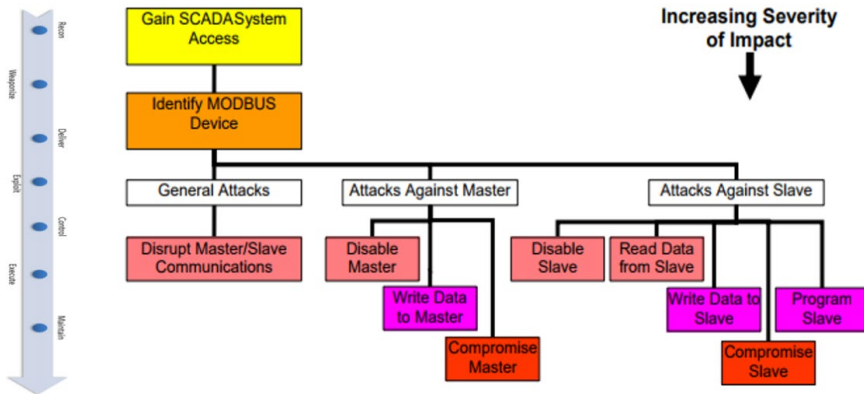 Recon
Weaponize
Deliver
Exploit
Control
Execute
Maintain
Gain SCADASystem
Access
Increasing Severity
of Impact
Identify MODBUS
Device
General Attacks
Attacks Against Master
Attacks Against Slave
Disrupt Master/Slave
Communications
Disable
Master
Disable
Slave
Read Data
from Slave
Write Data
to Master
Write Data to
Slave
Program
Slave
Compromise
Master
Compromise
Slave